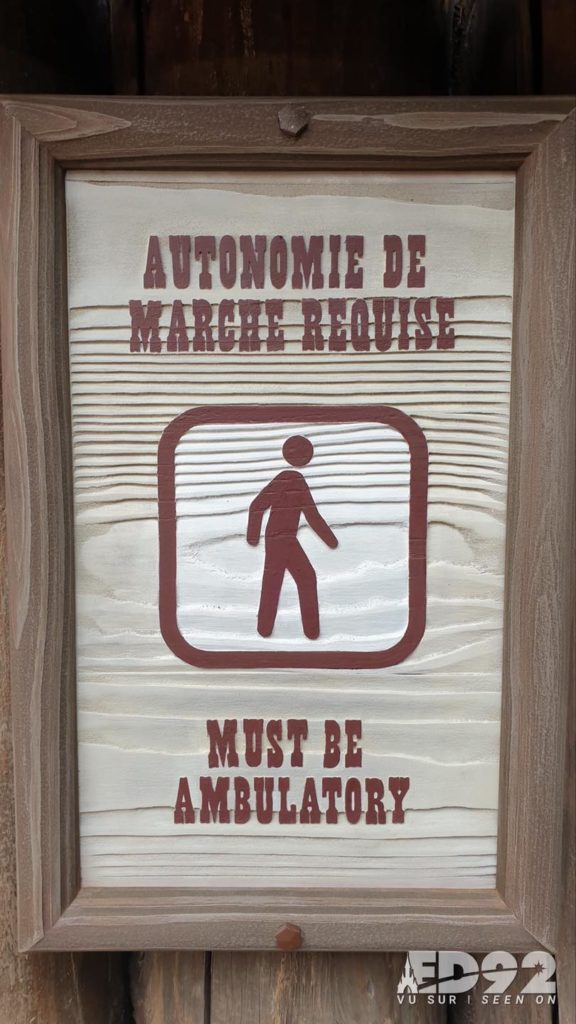 AUTONOMIE DE
MARCHE REQUISE
MUST BE
AMBULATORY
ED92
VU SUR | SEEN ON